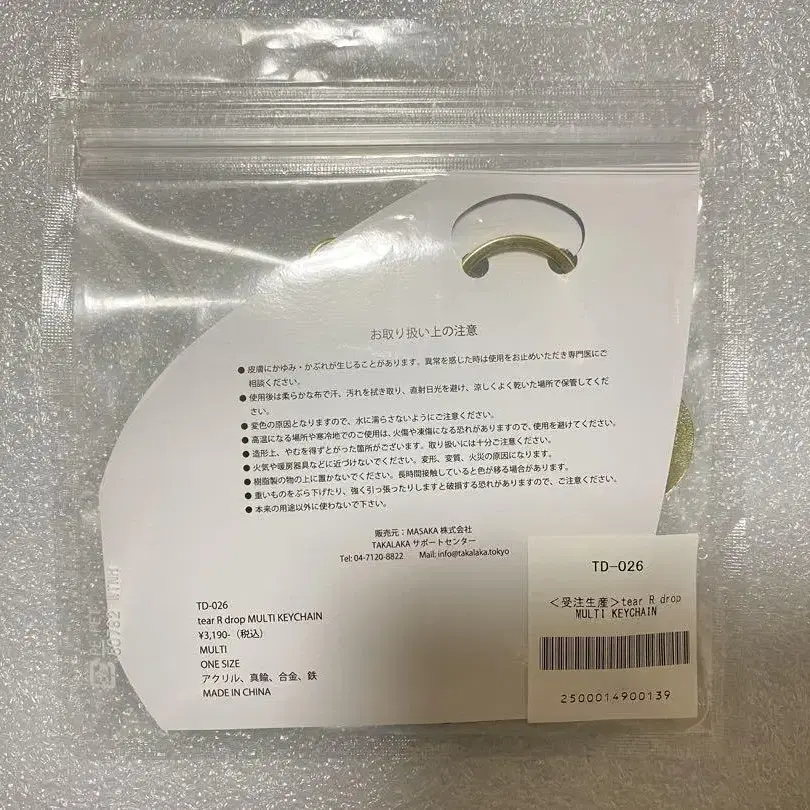 お取り扱い上の注意
● 皮膚にかゆみ・かぶれが生じることがあります。異常を感じた時は使用をお止めいただき専門医にご
相談ください。
● 使用後は柔らかな布で汗、汚れを拭き取り、直射日光を避け、涼しくよく乾いた場所で保管してくだ
さい。
● 変色の原因となりますので、水に濡らさないようにご注意ください。
● 高温になる場所や寒冷地でのご使用は、火傷や凍傷になる恐れがありますので、使用を避けてください。
● 造形上、やむを得ずとがった箇所がございます。取り扱いには十分ご注意ください。
● 火気や暖房器具などに近づけないでください。変形、変質、火災の原因になります。
● 樹脂製の物の上に置かないでください。長時間接触していると色が移る場合があります。
● 重いものをぶら下げたり、強く引っ張ったりしますと破損する恐れがありますので、ご注意ください。
● 本来の用途以外に使わないで下さい。
販売元：MASAKA 株式会社
TAKALAKA サポートセンター
Tel: 04-7120-8822 Mail: info@takalaka.tokyo
TD-026
tear R drop MULTI KEYCHAIN
¥3,190-（税込）
MULTI
ONE SIZE
アクリル、真鍮、合金、鉄
MADE IN CHINA
TD-026
＜受注生産＞tear R drop
MULTI KEYCHAIN
2500014900139